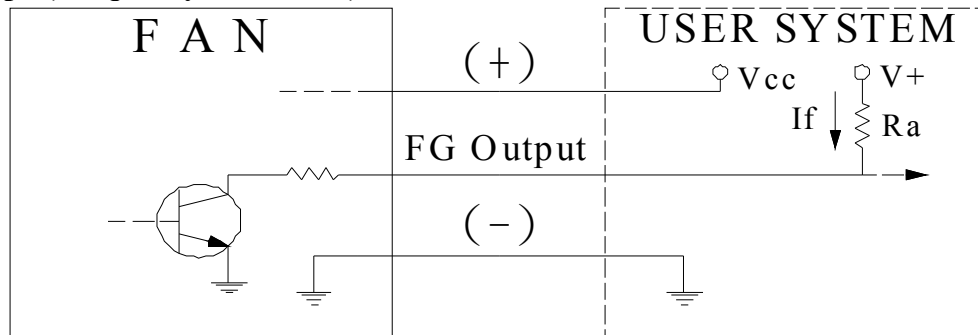 F A N
USER SYSTEM
(+)
Vcc
V+
If
Ra
FG Output
(-)